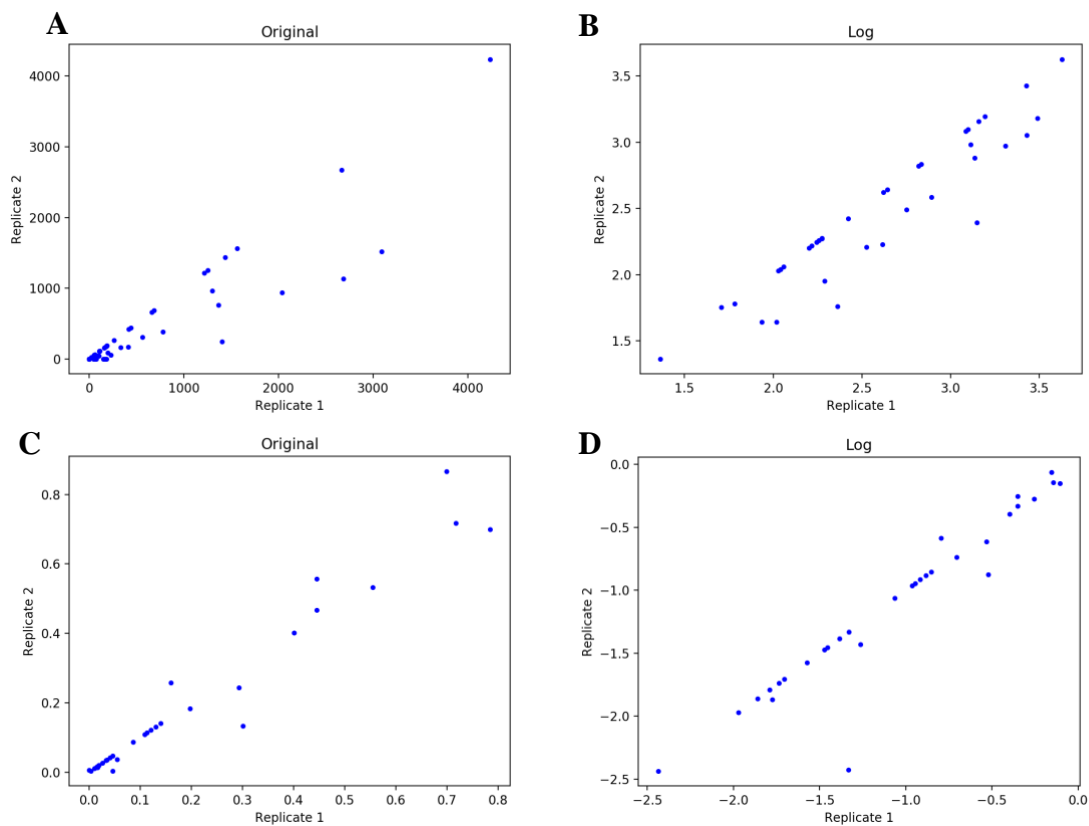 A
Original
4000
3000
2000
1000
0
0 1000 2000 3000 4000
Replicate 1
Replicate 2
B
Log
3.5
3.0
2.5
2.0
1.5
1.5 2.0 2.5 3.0 3.5
Replicate 1
Replicate 2
C
Original
0.8
0.6
0.4
0.2
0.0
0.0 0.1 0.2 0.3 0.4 0.5 0.6 0.7 0.8
Replicate 1
Replicate 2
D
Log
0.0
−0.5
−1.0
−1.5
−2.0
−2.5
−2.5 −2.0 −1.5 −1.0 −0.5 0.0
Replicate 1
Replicate 2